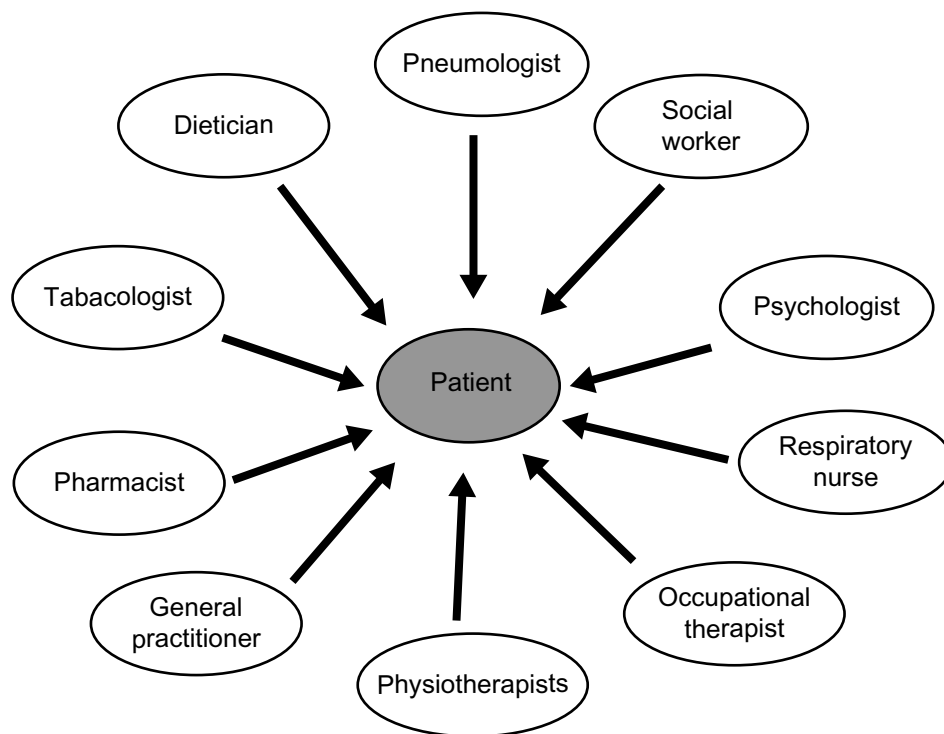 Pneumologist
Dietician
Social
worker
Tabacologist
Psychologist
Patient
Respiratory
nurse
Pharmacist
General
practitioner
Occupational
therapist
Physiotherapists